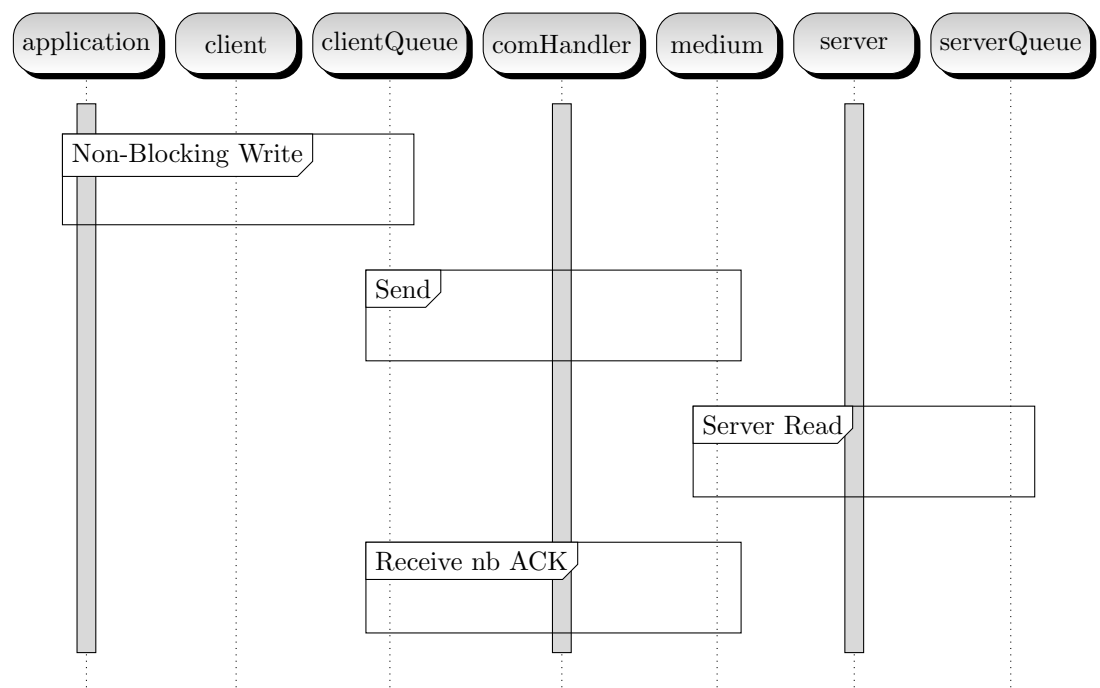 application client clientQueue comHandler medium server serverQueue
Non-Blocking Write
Send
Server Read
Receive nb ACK